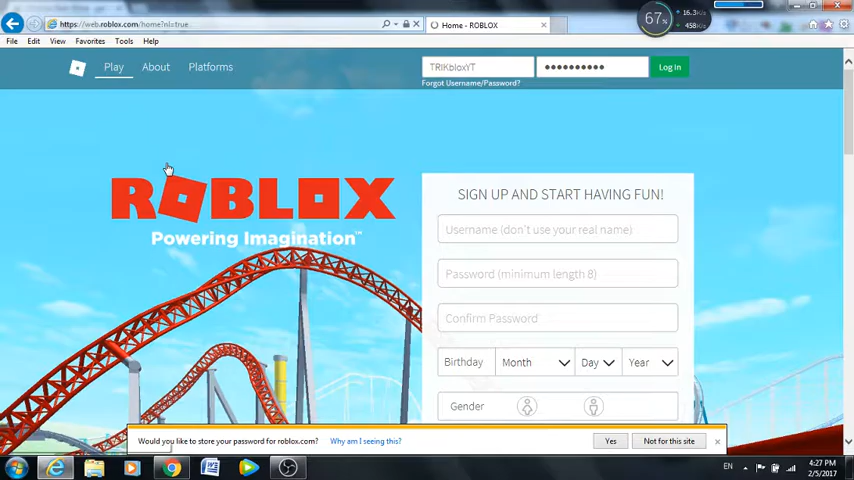 https://web.roblox.com/home?nl=true
Home - ROBLOX
67%
16.3K/s
458K/s
File Edit View Favorites Tools Help
Play About Platforms
TRIKbloxYT
••••••••••
Log In
Forgot Username/Password?
ROBLOX
Powering Imagination™
SIGN UP AND START HAVING FUN!
Username (don't use your real name)
Password (minimum length 8)
Confirm Password
Birthday Month Day Year
Gender
Would you like to store your password for roblox.com? Why am I seeing this? Yes Not for this site
EN
4:27 PM
2/5/2017